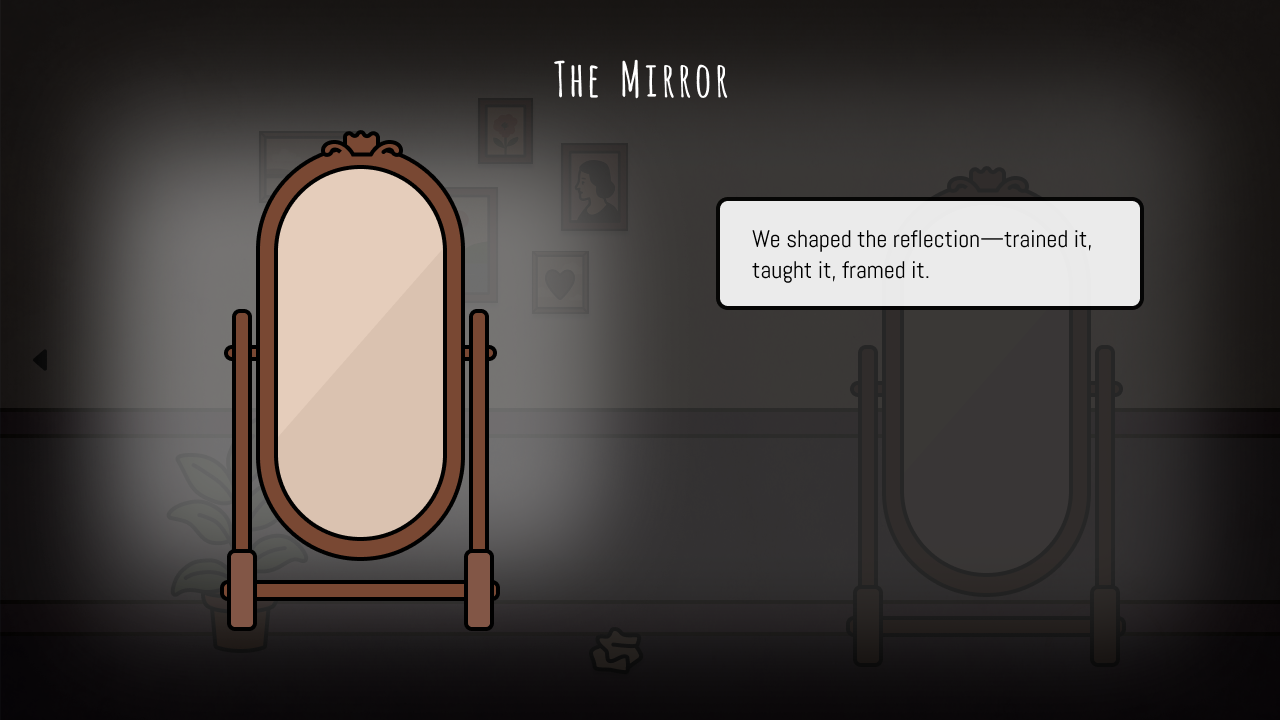 The Mirror
We shaped the reflection—trained it,
taught it, framed it.